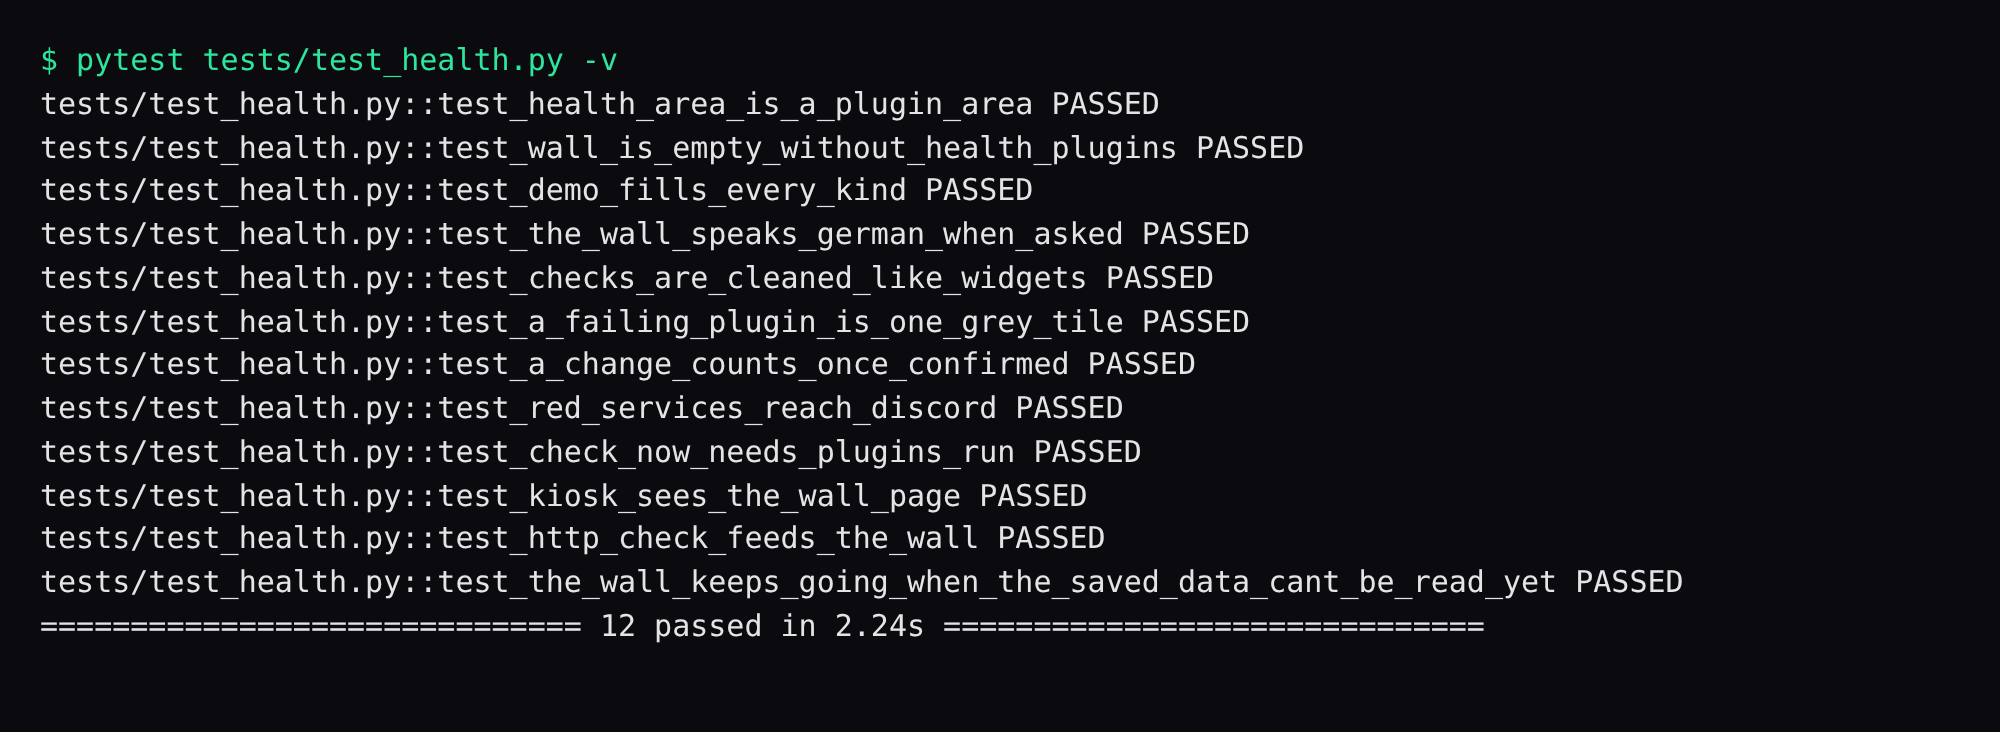 $ pytest tests/test_health.py -v
tests/test_health.py::test_health_area_is_a_plugin_area PASSED
tests/test_health.py::test_wall_is_empty_without_health_plugins PASSED
tests/test_health.py::test_demo_fills_every_kind PASSED
tests/test_health.py::test_the_wall_speaks_german_when_asked PASSED
tests/test_health.py::test_checks_are_cleaned_like_widgets PASSED
tests/test_health.py::test_a_failing_plugin_is_one_grey_tile PASSED
tests/test_health.py::test_a_change_counts_once_confirmed PASSED
tests/test_health.py::test_red_services_reach_discord PASSED
tests/test_health.py::test_check_now_needs_plugins_run PASSED
tests/test_health.py::test_kiosk_sees_the_wall_page PASSED
tests/test_health.py::test_http_check_feeds_the_wall PASSED
tests/test_health.py::test_the_wall_keeps_going_when_the_saved_data_cant_be_read_yet PASSED
============================== 12 passed in 2.24s ==============================